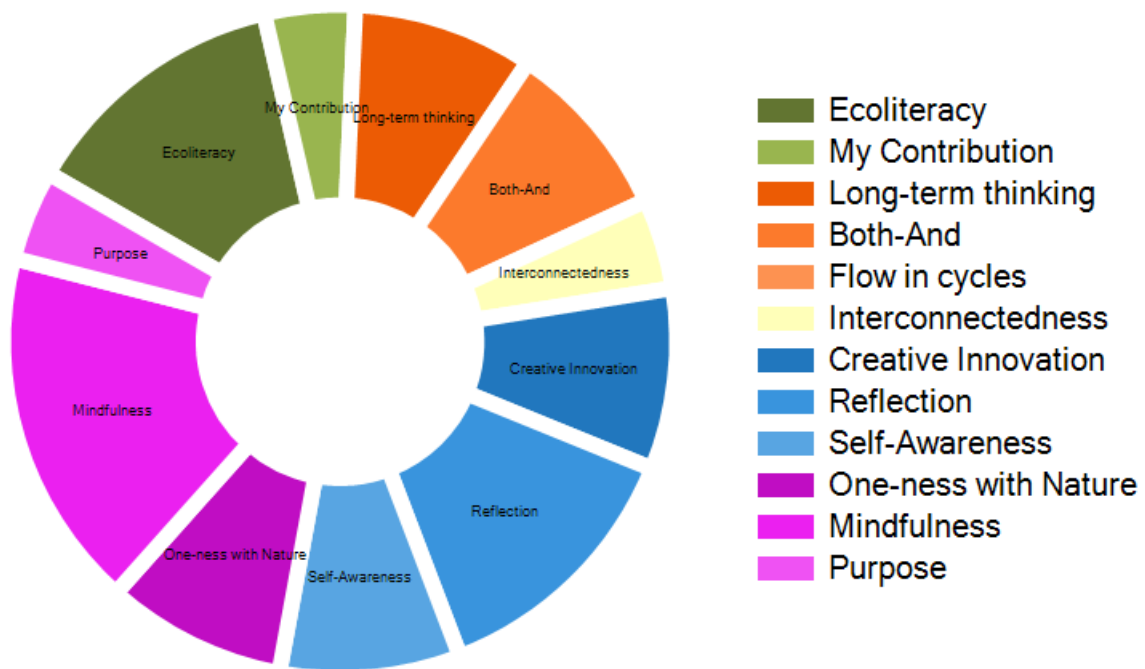 My Contribution
Long-term thinking
Ecoliteracy
Both-And
Purpose
Interconnectedness
Creative Innovation
Mindfulness
Reflection
One-ness with Nature
Self-Awareness
Ecoliteracy
My Contribution
Long-term thinking
Both-And
Flow in cycles
Interconnectedness
Creative Innovation
Reflection
Self-Awareness
One-ness with Nature
Mindfulness
Purpose